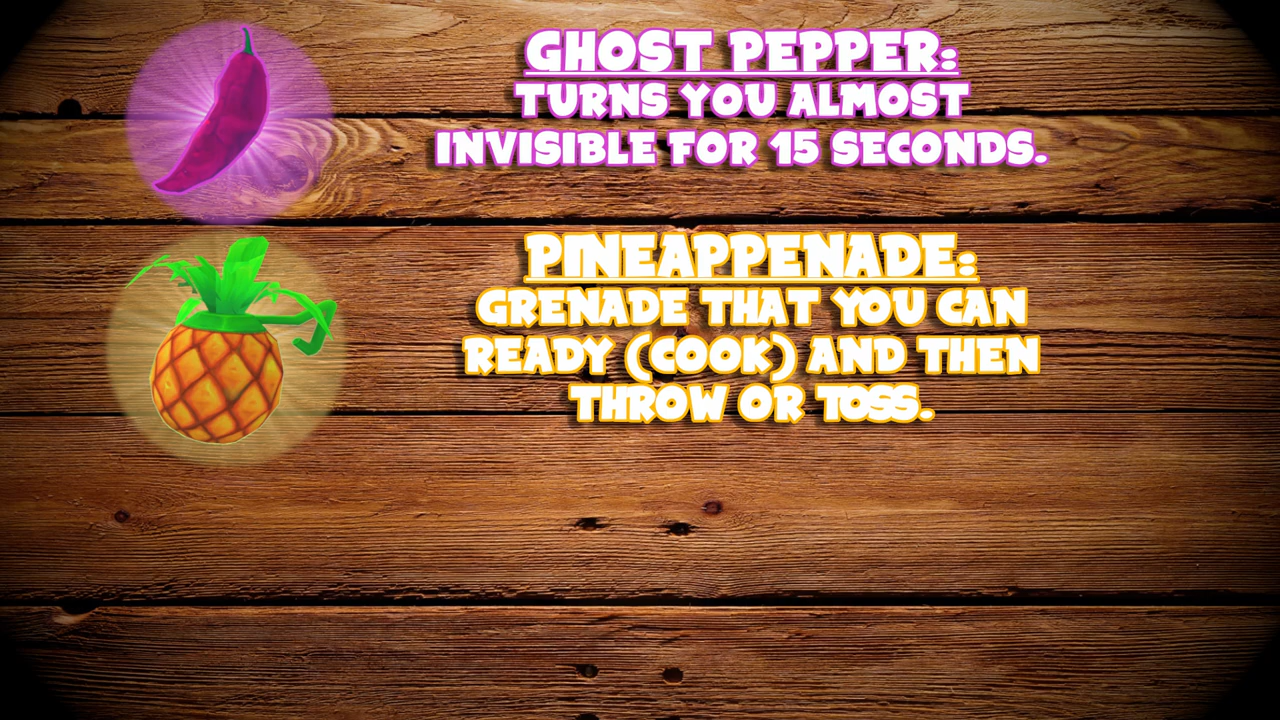 GHOST PEPPER:
TURNS YOU ALMOST
INVISIBLE FOR 15 SECONDS.
PINEAPPENADE:
GRENADE THAT YOU CAN
READY (COOK) AND THEN
THROW OR TOSS.